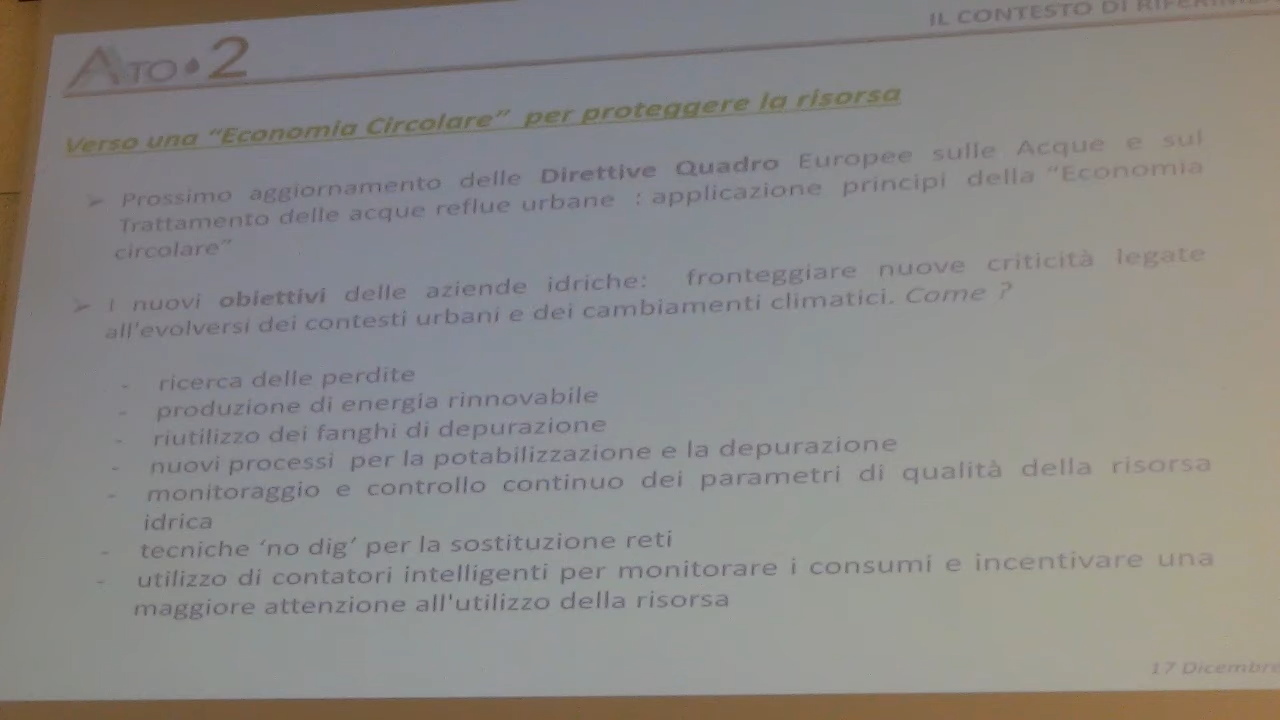 IL CONTESTO DI
ATO 2
Verso una "Economia Circolare" per proteggere la risorsa
➢ Prossimo aggiornamento delle Direttive Quadro Europee sulle Acque e sul
Trattamento delle acque reflue urbane : applicazione principi della "Economia
circolare"
➢ I nuovi obiettivi delle aziende idriche: fronteggiare nuove criticità legate
all'evolversi dei contesti urbani e dei cambiamenti climatici. Come ?
- ricerca delle perdite
- produzione di energia rinnovabile
- riutilizzo dei fanghi di depurazione
- nuovi processi per la potabilizzazione e la depurazione
- monitoraggio e controllo continuo dei parametri di qualità della risorsa
idrica
- tecniche 'no dig' per la sostituzione reti
- utilizzo di contatori intelligenti per monitorare i consumi e incentivare una
maggiore attenzione all'utilizzo della risorsa
17 Dicembre